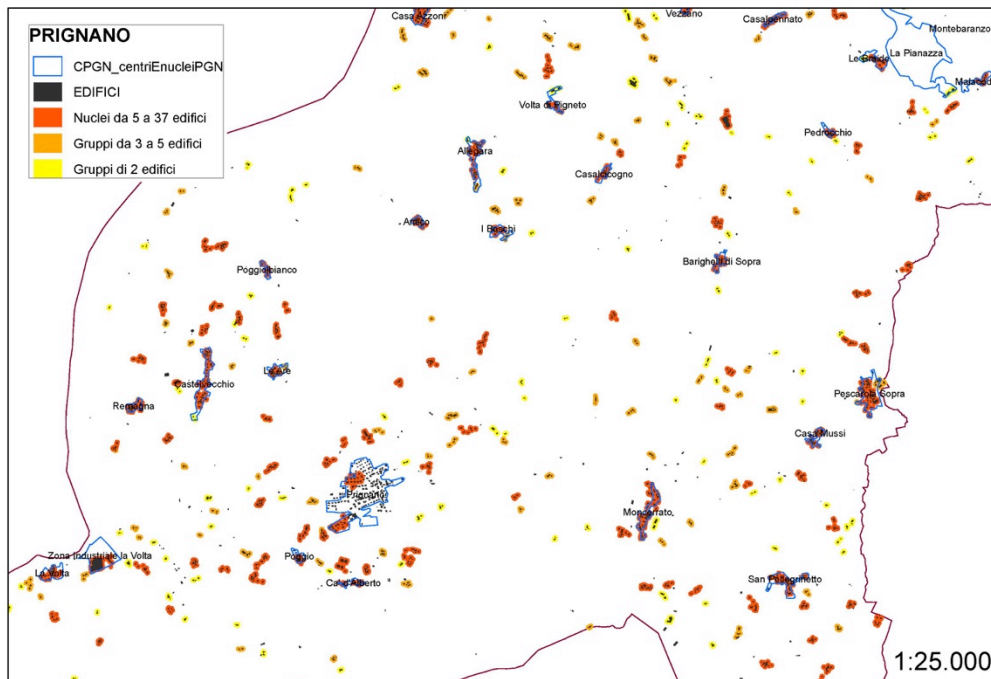 PRIGNANO
CPGN_centriEnucleiPGN
EDIFICI
Nuclei da 5 a 37 edifici
Gruppi da 3 a 5 edifici
Gruppi di 2 edifici
Casa Azzoni
Vezzano
Casalpennato
Montebaranzo
La Pianazza
Le Braide
Volta di Pigneto
Pedrocchio
Allegara
Casalcicogno
I Boschi
Barighelli di Sopra
Poggiobianco
Le Are
Castelvecchio
Remagna
Pescarola Sopra
Casa Mussi
Prignano
Moncerrato
Zona Industriale la Volta
La Volta
Poggio
Ca' d'Alberto
San Pellegrinetto
1:25.000